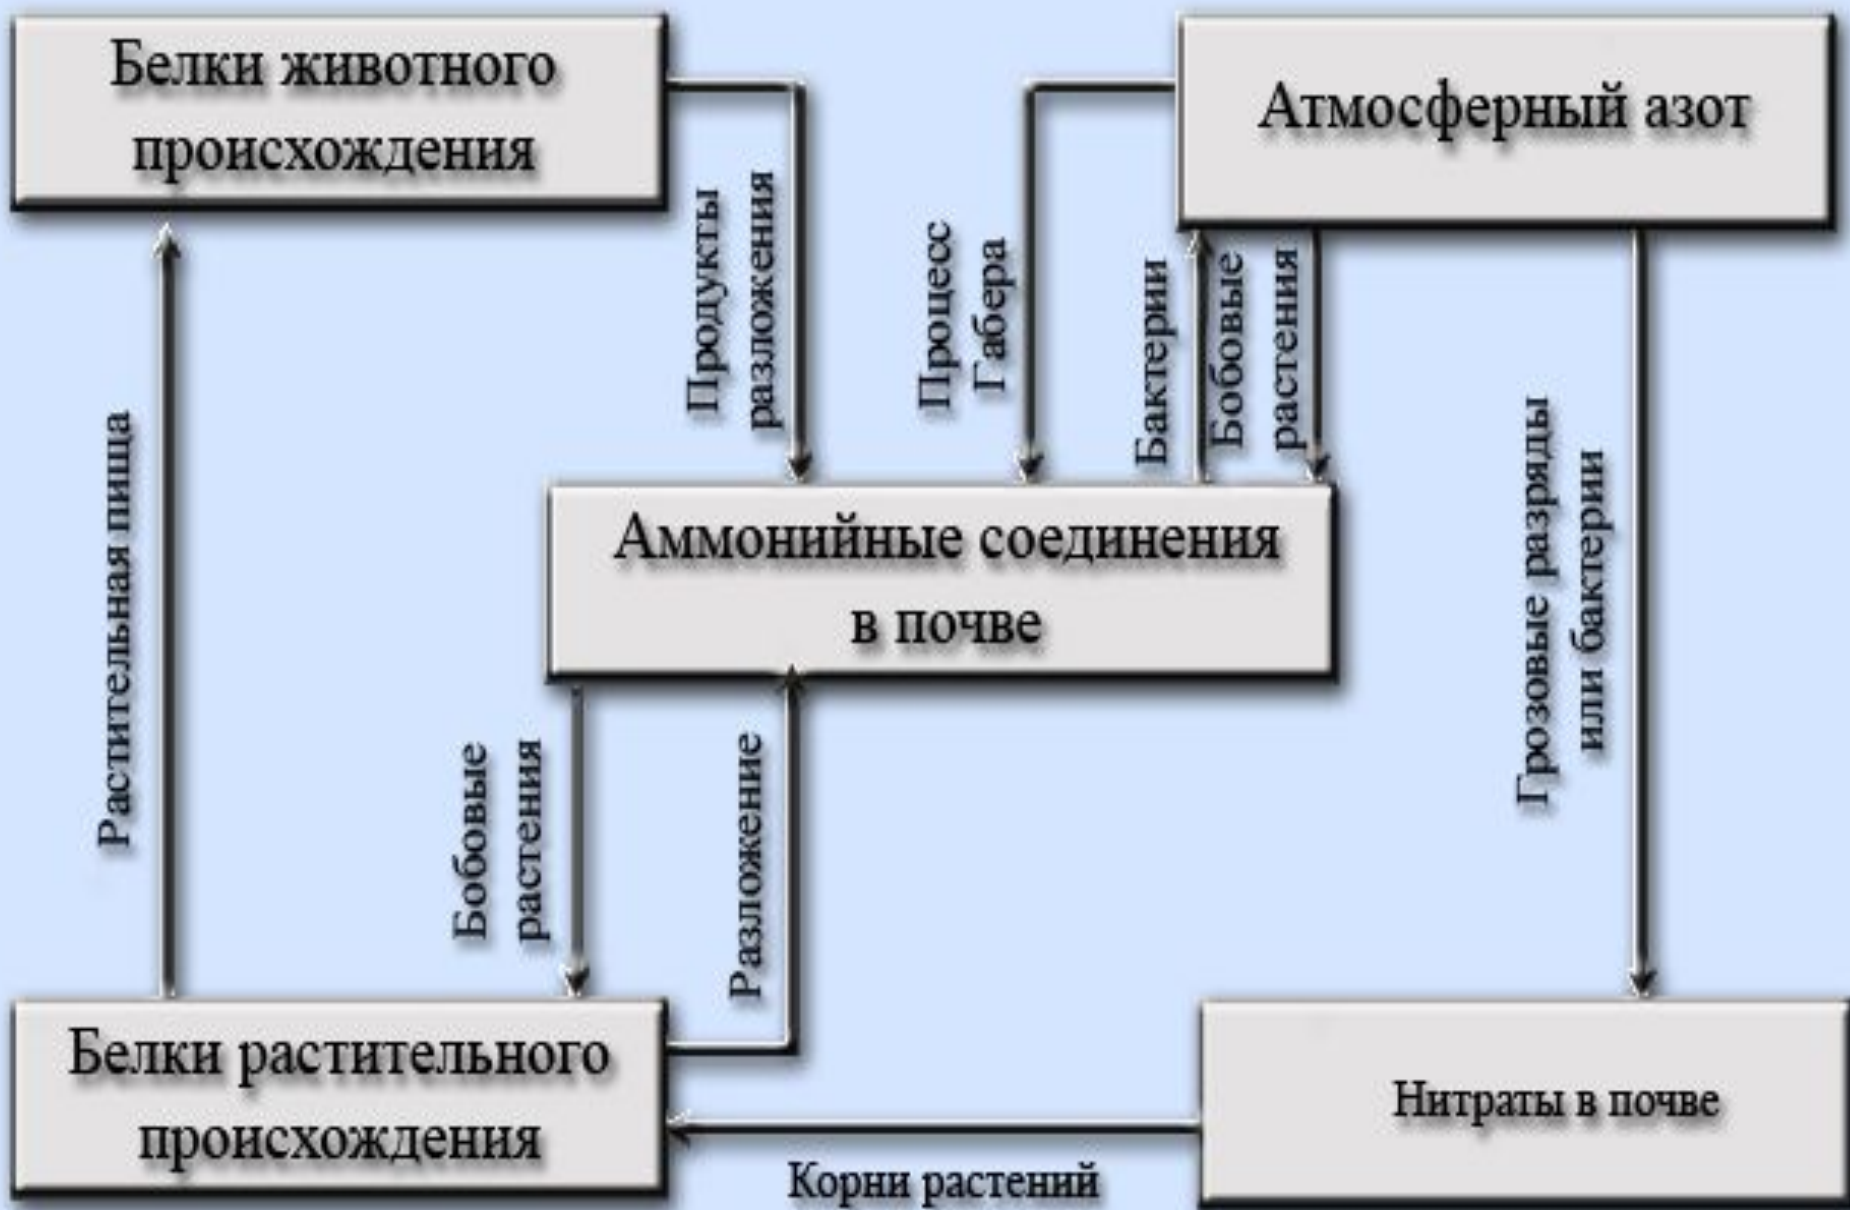 Белки животного
происхождения
Атмосферный азот
Продукты
разложения
Процесс
Габера
Бактерии
Бобовые
растения
Грозовые разряды
или бактерии
Растительная пища
Аммонийные соединения
в почве
Бобовые
растения
Разложение
Белки растительного
происхождения
Нитраты в почве
Корни растений